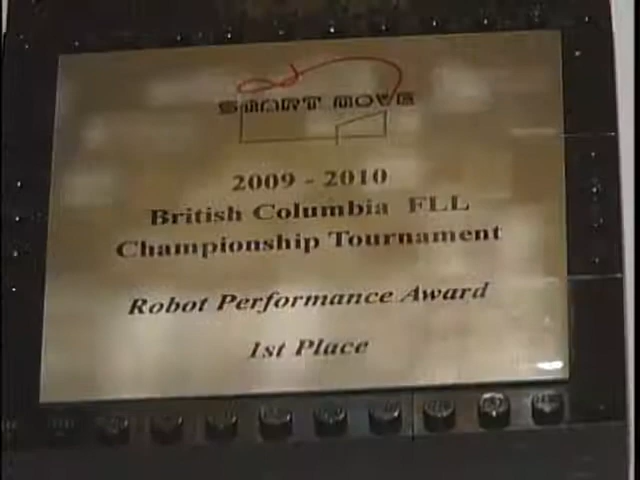 SMART MOVE
2009 - 2010
British Columbia FLL
Championship Tournament
Robot Performance Award
1st Place